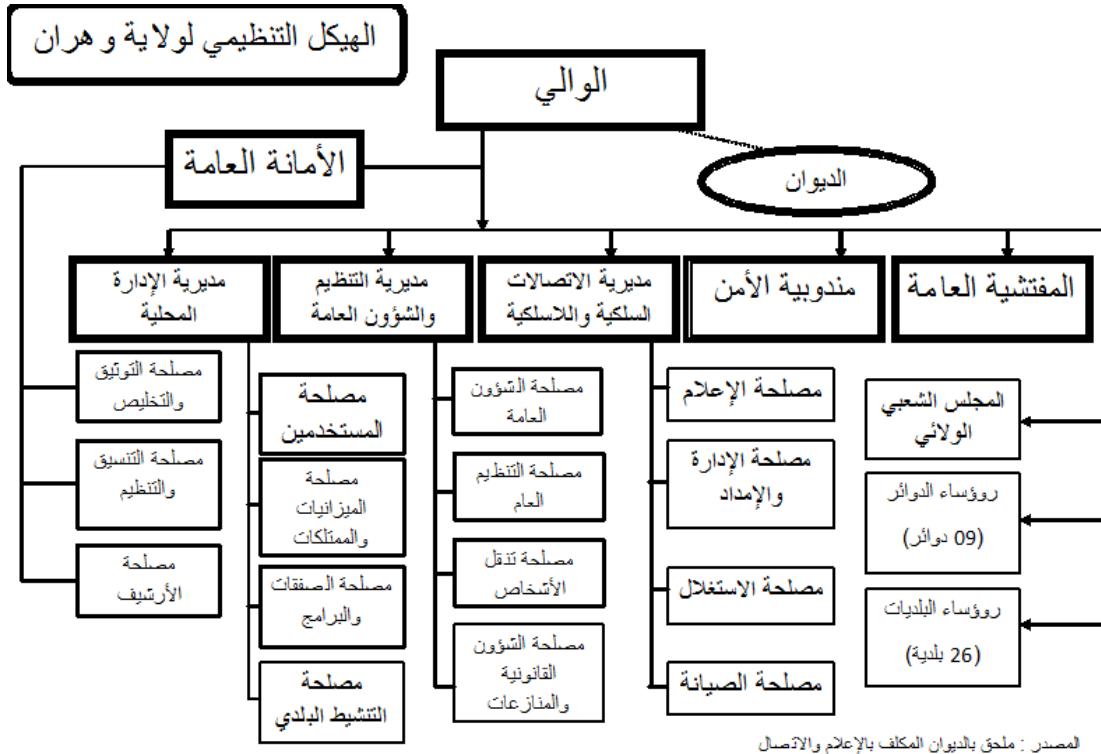 الهيكل التنظيمي لولاية وهران
الوالي
الأمانة العامة
الديوان
المفتشية العامة
مندوبية الأمن
مديرية الاتصالات
السلكية واللاسلكية
مديرية التنظيم
والشؤون العامة
مديرية الإدارة
المحلية
المجلس الشعبي
الولائي
روؤساء الدوائر
(09 دوائر)
روؤساء البلديات
(26 بلدية)
مصلحة الإعلام
مصلحة الإدارة
والإمداد
مصلحة الاستغلال
مصلحة الصيانة
مصلحة الشؤون
العامة
مصلحة التنظيم
العام
مصلحة تنقل
الأشخاص
مصلحة الشؤون
القانونية
والمنازعات
مصلحة
المستخدمين
مصلحة
الميزانيات
والممتلكات
مصلحة الصفقات
والبرامج
مصلحة
التنشيط البلدي
مصلحة التوثيق
والتخليص
مصلحة التنسيق
والتنظيم
مصلحة
الأرشيف
المصدر : ملحق بالديوان المكلف بالإعلام والاتصال